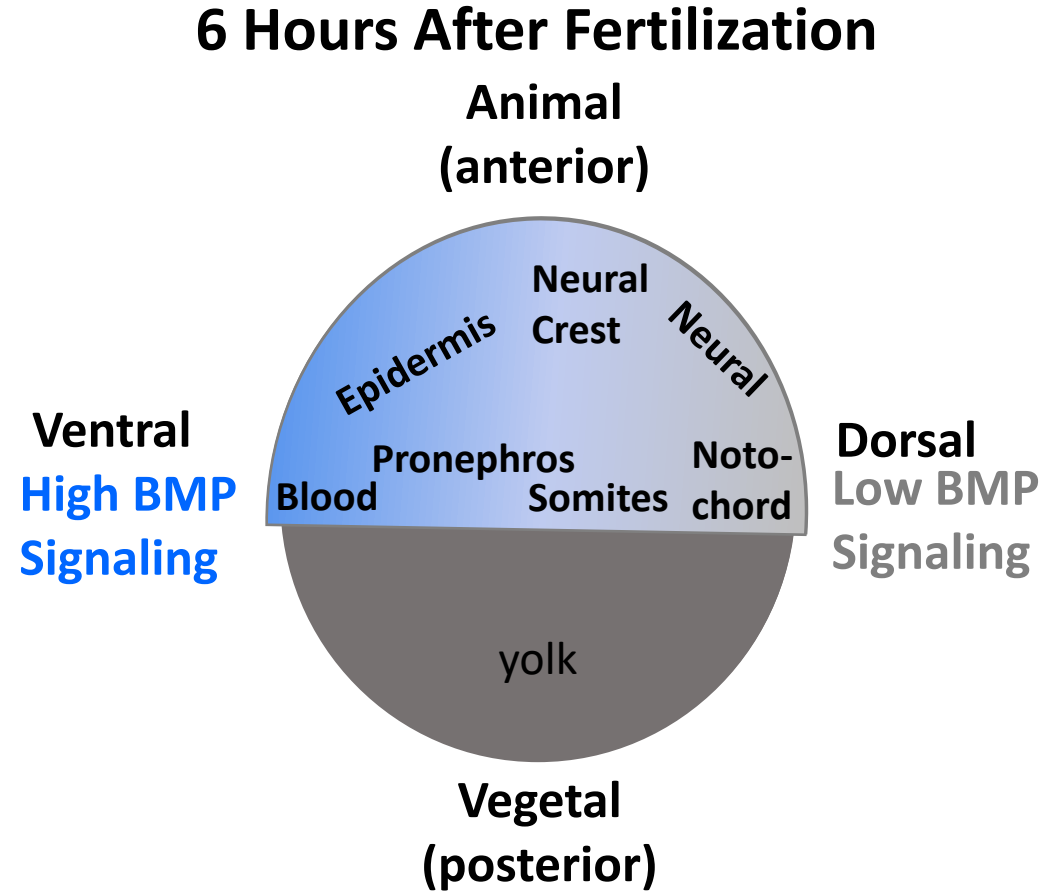 6 Hours After Fertilization
Animal
(anterior)
Neural
Crest
Neural
Epidermis
Ventral
High BMP
Signaling
Pronephros
Blood
Somites
Noto-
chord
Dorsal
Low BMP
Signaling
yolk
Vegetal
(posterior)